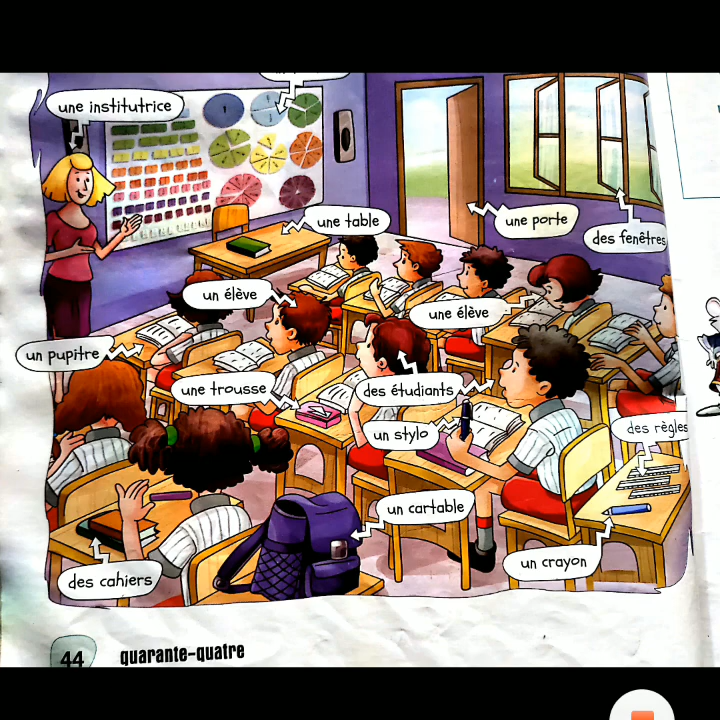 une institutrice
une table
une porte
des fenêtres
un élève
une élève
un pupitre
une trousse
des étudiants
un stylo
des règles
un cartable
un crayon
des cahiers
44 quarante-quatre